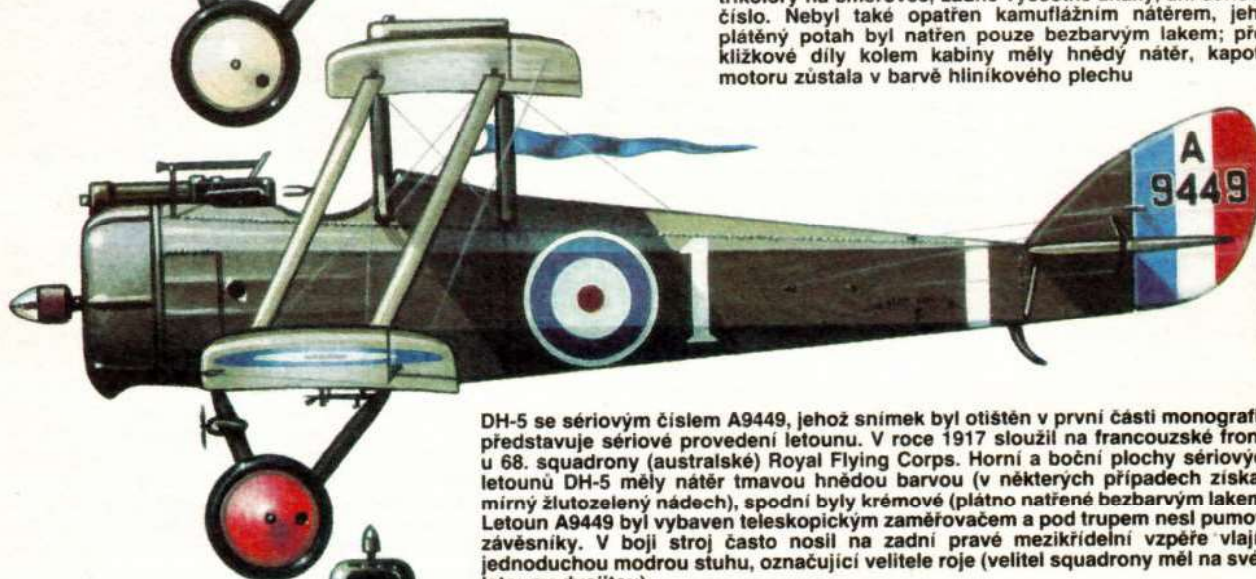 číslo. Nebyl také opatřen kamuflážním nátěrem, jeh
plátěný potah byl natřen pouze bezbarvým lakem; př
kližkové díly kolem kabiny měly hnědý nátěr, kapot
motoru zůstala v barvě hliníkového plechu
A
9449
1
DH-5 se sériovým číslem A9449, jehož snímek byl otištěn v první části monografi
představuje sériové provedení letounu. V roce 1917 sloužil na francouzské fron
u 68. squadrony (australské) Royal Flying Corps. Horní a boční plochy sériový
letounů DH-5 měly nátěr tmavou hnědou barvou (v některých případech získa
mírný žlutozelený nádech), spodní byly krémové (plátno natřené bezbarvým lakem
Letoun A9449 byl vybaven teleskopickým zaměřovačem a pod trupem nesl pumo
závěsníky. V boji stroj často nosil na zadní pravé mezikřídelní vzpěře vlají
jednoduchou modrou stuhu, označující velitele roje (velitel squadrony měl na své